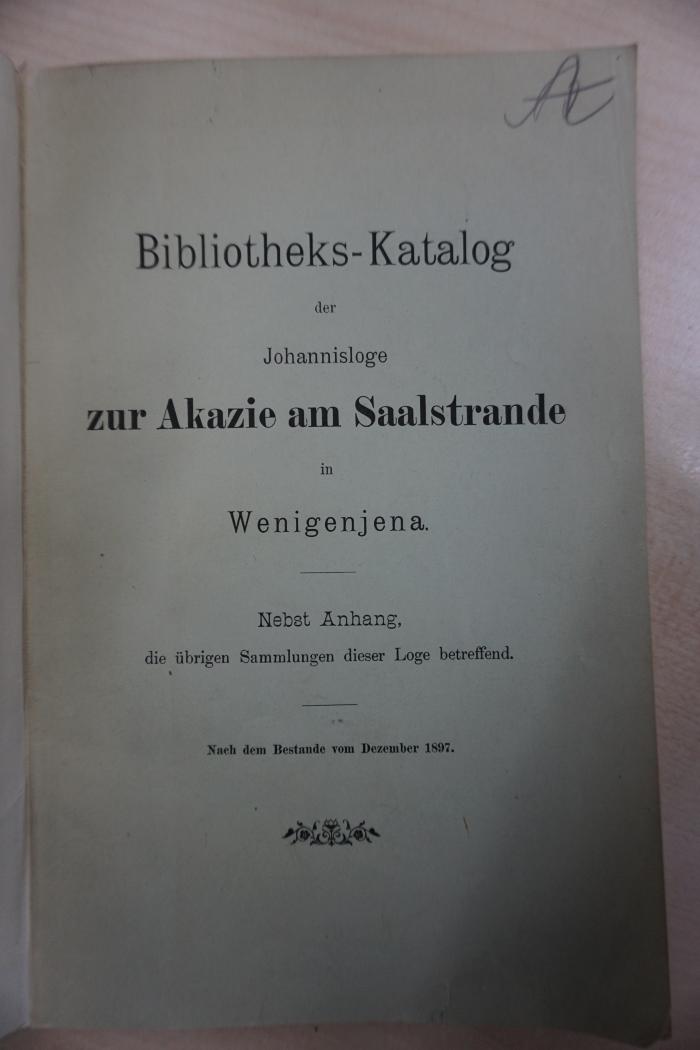 Bibliotheks-Katalog
der
Johannisloge
zur Akazie am Saalstrande
in
Wenigenjena.
Nebst Anhang,
die übrigen Sammlungen dieser Loge betreffend.
Nach dem Bestande vom Dezember 1897.